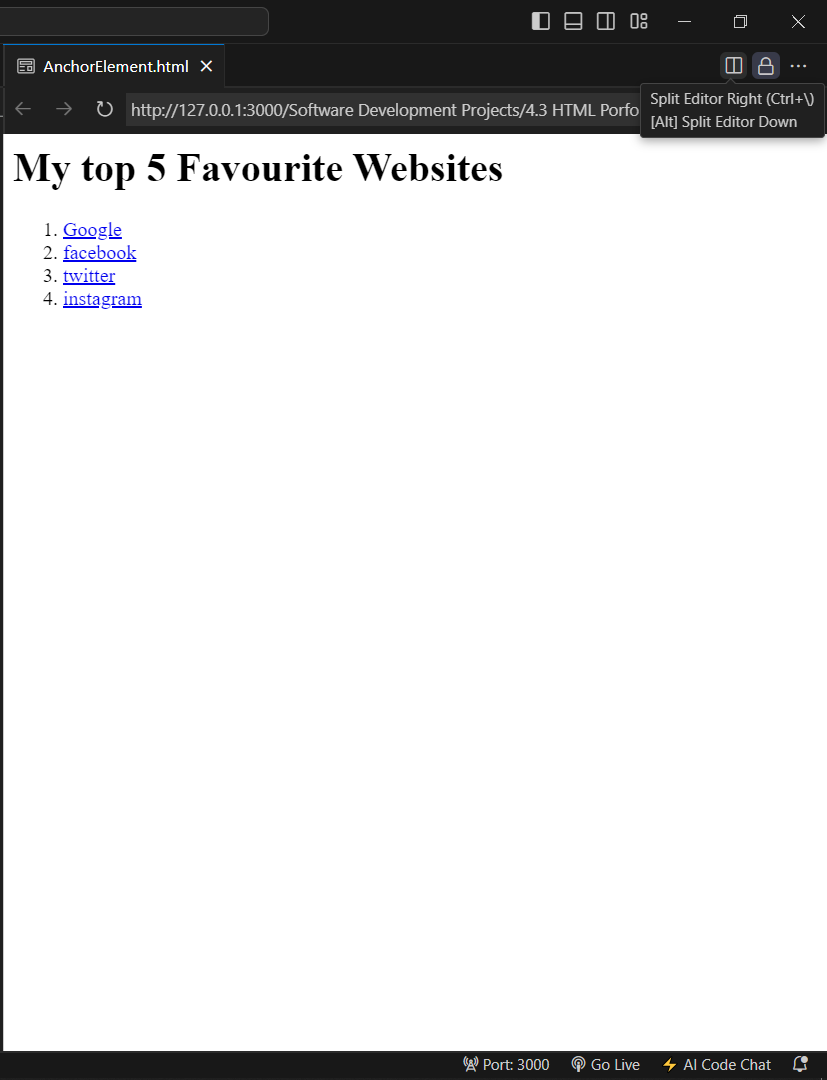 AnchorElement.html
http://127.0.0.1:3000/Software Development Projects/4.3 HTML Porfo
Split Editor Right (Ctrl+\)
[Alt] Split Editor Down
My top 5 Favourite Websites
1. Google
2. facebook
3. twitter
4. instagram
Port: 3000 Go Live AI Code Chat